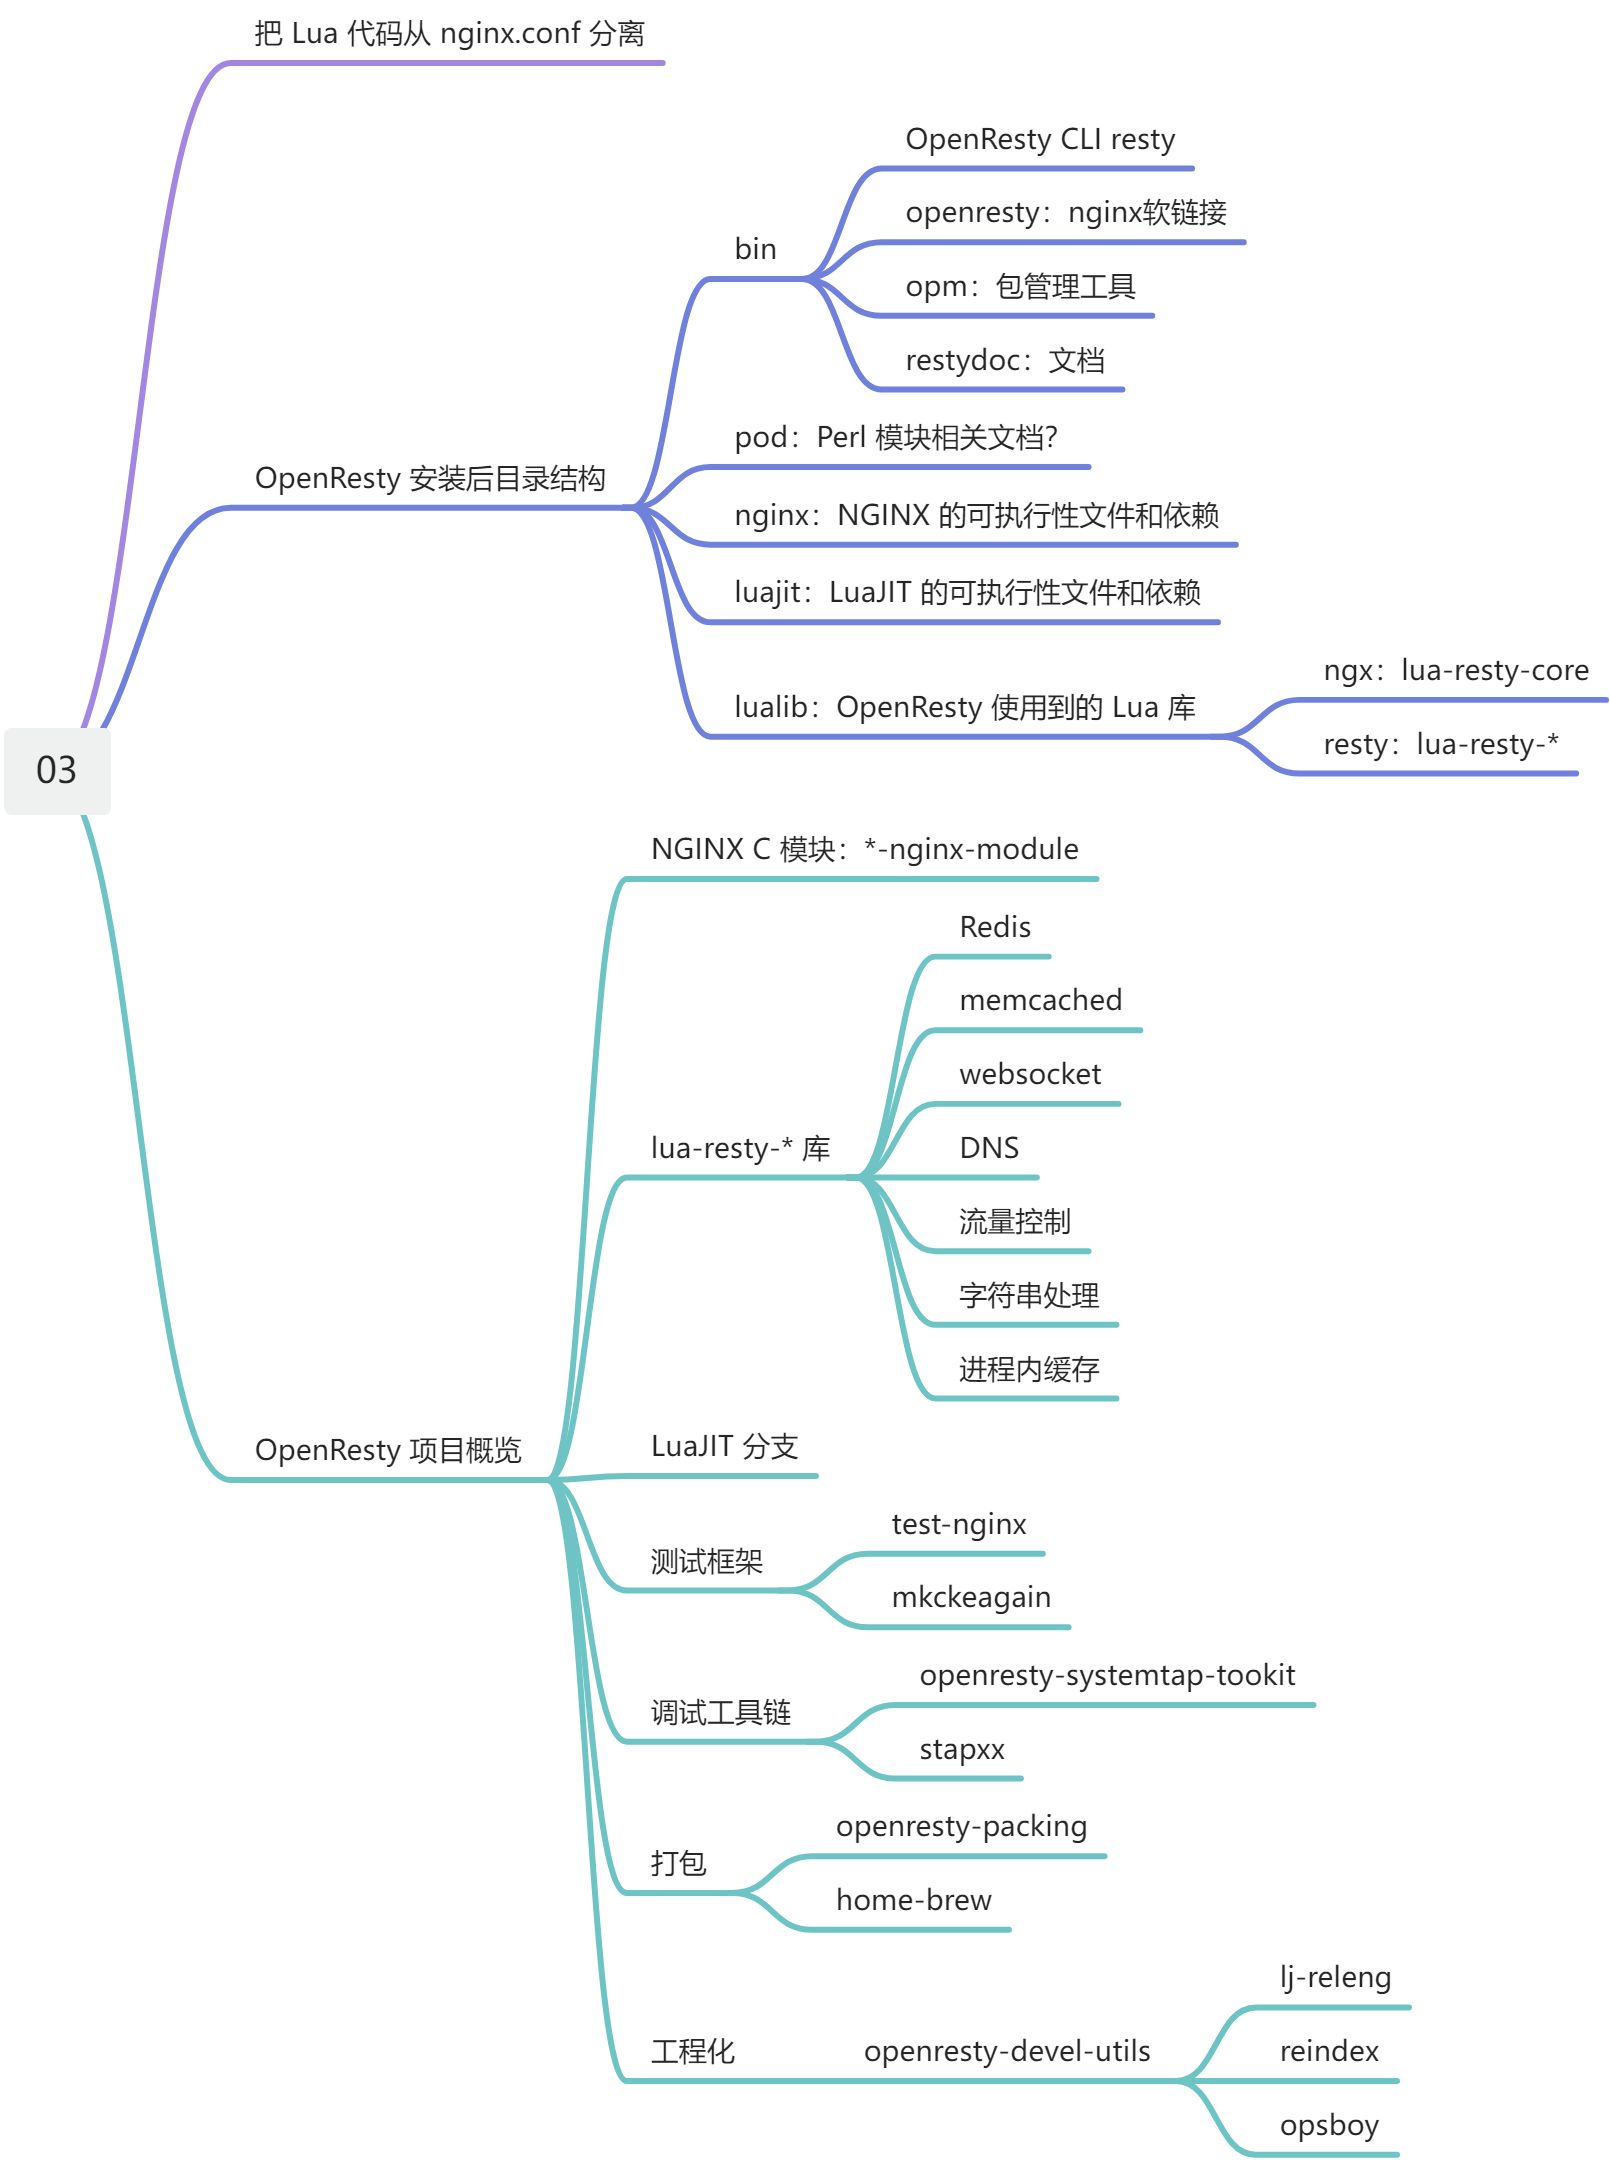 把 Lua 代码从 nginx.conf 分离
OpenResty CLI resty
openresty：nginx软链接
bin
opm：包管理工具
restydoc：文档
pod：Perl 模块相关文档？
OpenResty 安装后目录结构
nginx：NGINX 的可执行性文件和依赖
luajit：LuaJIT 的可执行性文件和依赖
ngx：lua-resty-core
lualib：OpenResty 使用到的 Lua 库
resty：lua-resty-*
03
NGINX C 模块：*-nginx-module
Redis
memcached
websocket
lua-resty-* 库
DNS
流量控制
字符串处理
进程内缓存
OpenResty 项目概览
LuaJIT 分支
test-nginx
测试框架
mkckeagain
openresty-systemtap-tookit
调试工具链
stapxx
openresty-packing
打包
home-brew
lj-releng
工程化
openresty-devel-utils
reindex
opsboy